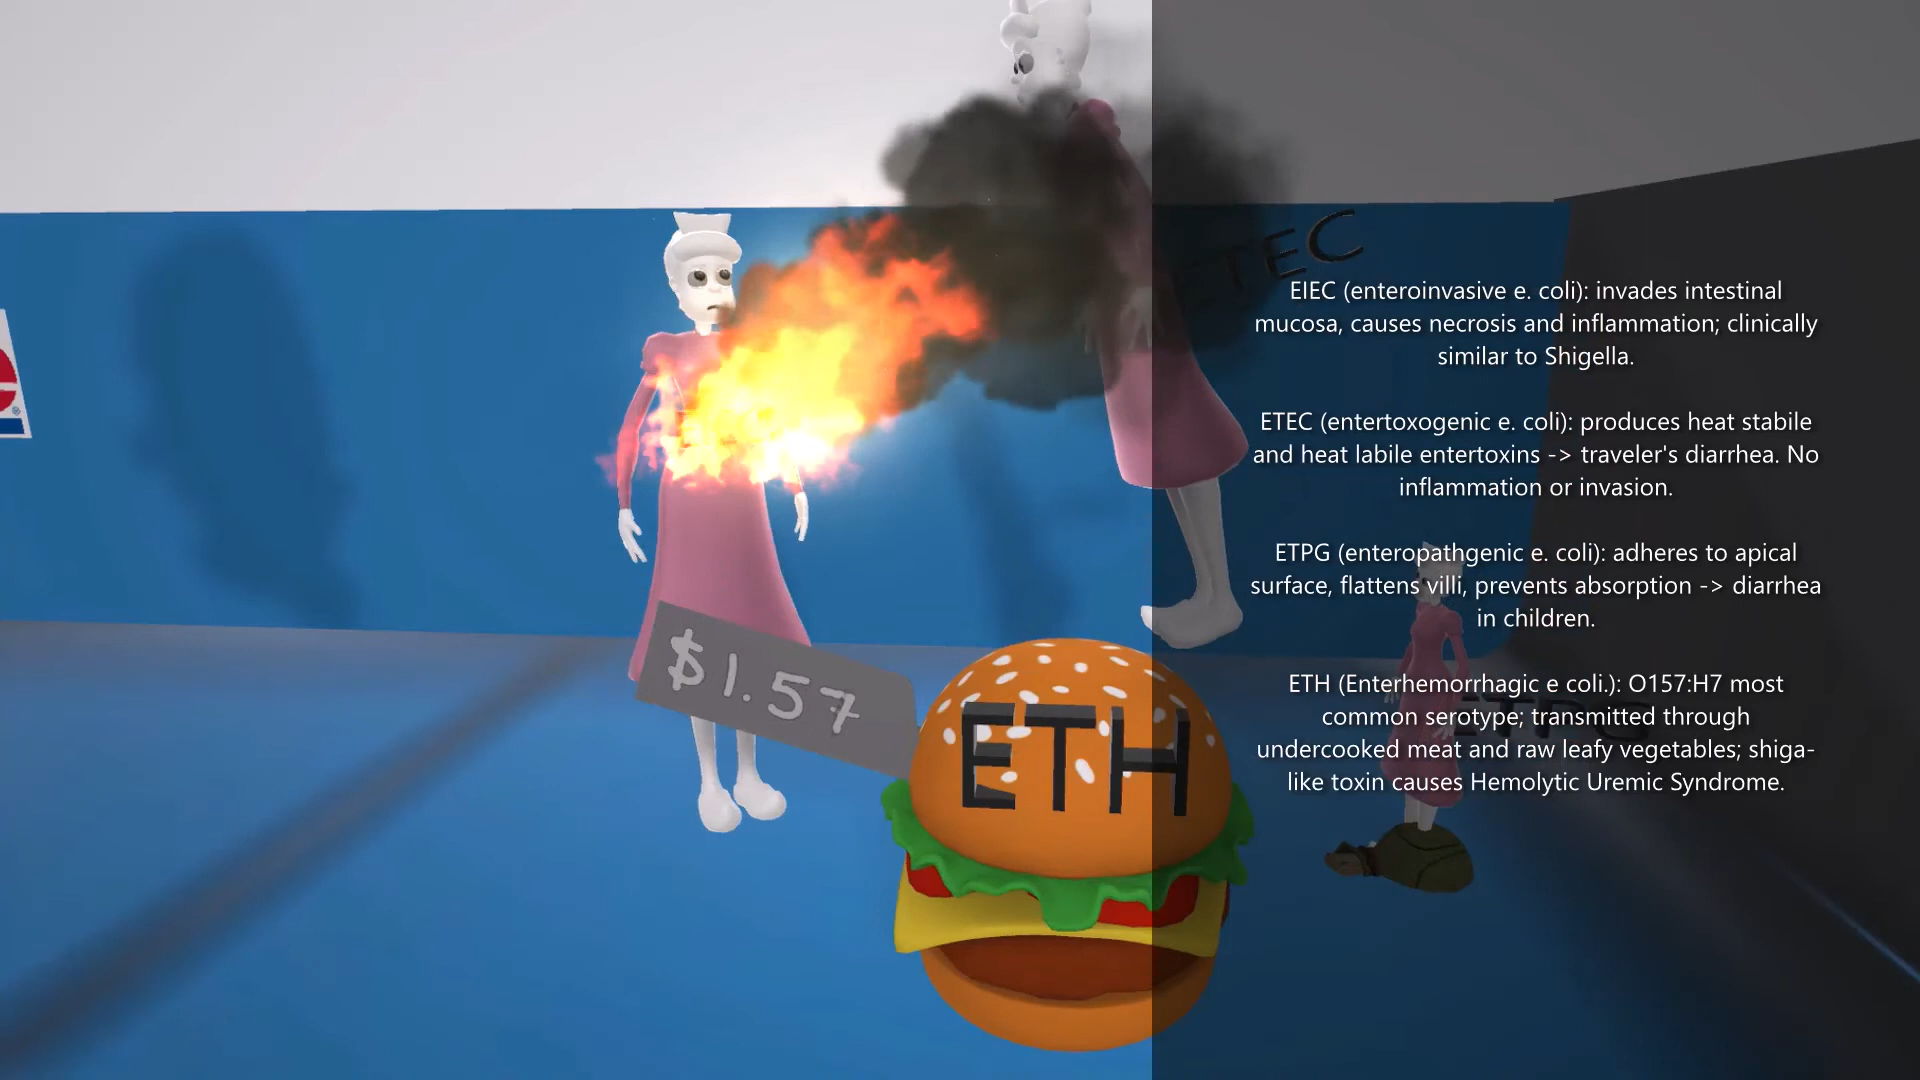 ETEC
EIEC (enteroinvasive e. coli): invades intestinal
mucosa, causes necrosis and inflammation; clinically
similar to Shigella.
ETEC (entertoxogenic e. coli): produces heat stabile
and heat labile entertoxins -> traveler's diarrhea. No
inflammation or invasion.
ETPG (enteropathgenic e. coli): adheres to apical
surface, flattens villi, prevents absorption -> diarrhea
in children.
ETH (Enterhemorrhagic e coli.): O157:H7 most
common serotype; transmitted through
undercooked meat and raw leafy vegetables; shiga-
like toxin causes Hemolytic Uremic Syndrome.
$1.57
ETH
ETPG
®